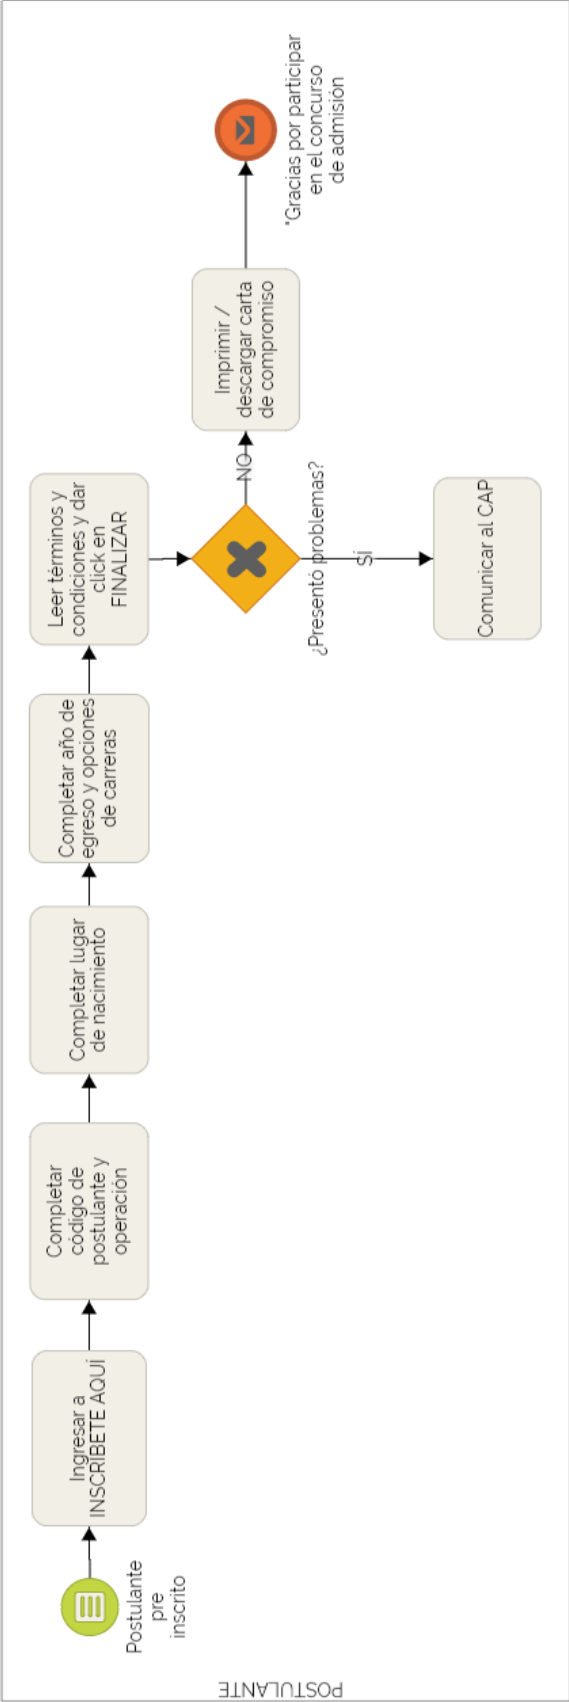 POSTULANTE
Postulante
pre
inscrito
Ingresar a
INSCRÍBETE AQUÍ
Completar
código de
postulante y
operación
Completar lugar
de nacimiento
Completar año de
egreso y opciones
de carreras
Leer términos y
condiciones y dar
click en
FINALIZAR
¿Presentó problemas?
NO
Imprimir /
descargar carta
de compromiso
"Gracias por participar
en el concurso
de admisión
SÍ
Comunicar al CAP